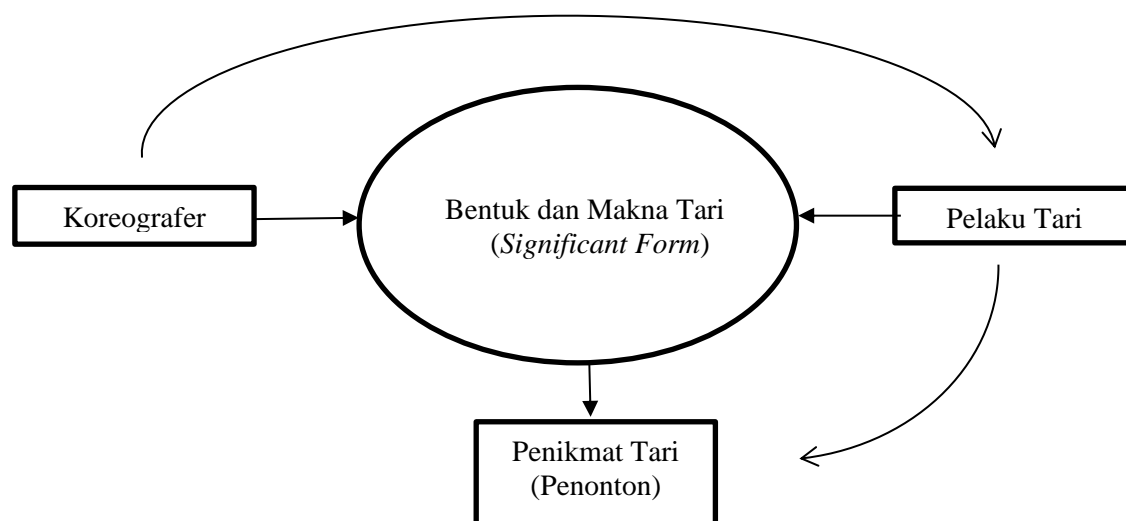 Koreografer
Bentuk dan Makna Tari
(Significant Form)
Pelaku Tari
Penikmat Tari
(Penonton)